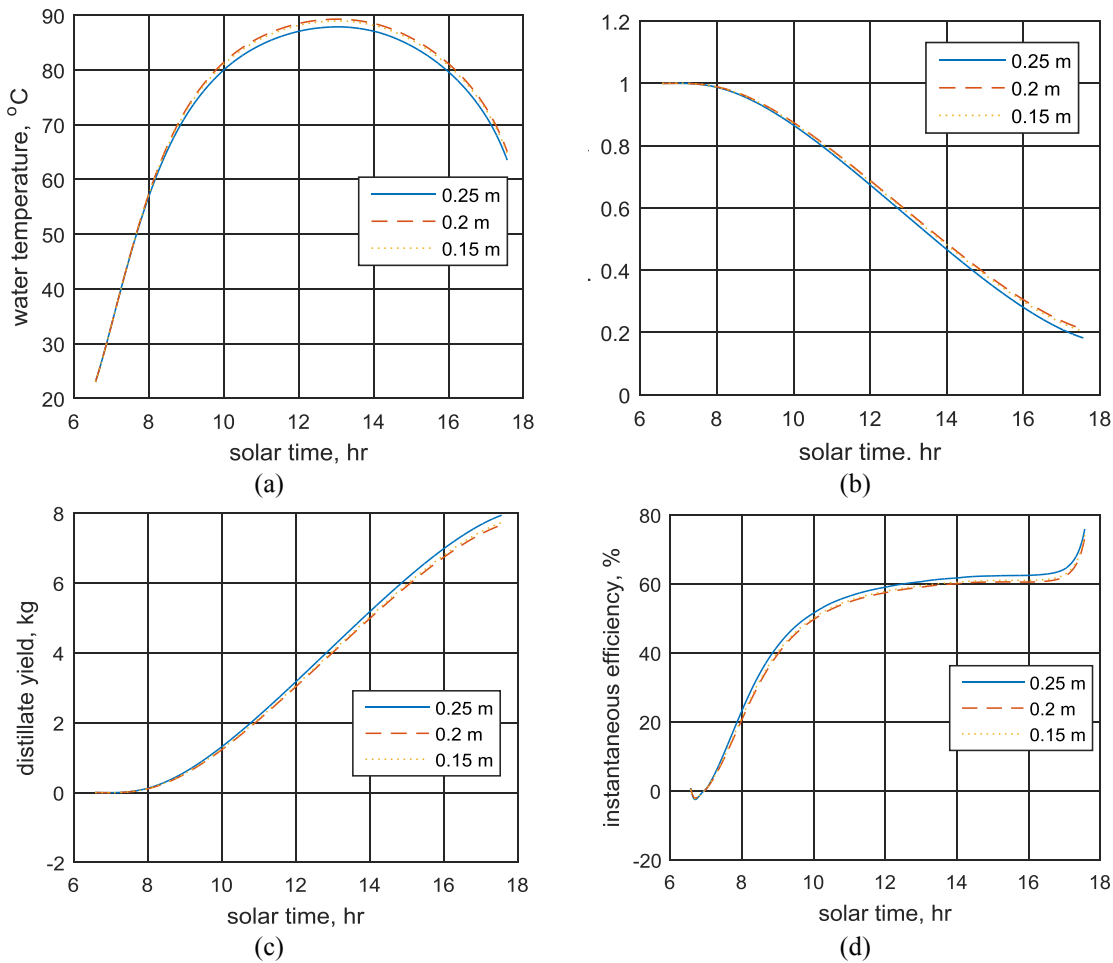 90
80
70
60
50
40
30
20
water temperature, °C
0.25 m
0.2 m
0.15 m
6 8 10 12 14 16 18
solar time, hr
(a)
1.2
1
0.8
0.6
0.4
0.2
0
0.25 m
0.2 m
0.15 m
6 8 10 12 14 16 18
solar time. hr
(b)
8
6
4
2
0
-2
distillate yield, kg
0.25 m
0.2 m
0.15 m
6 8 10 12 14 16 18
solar time, hr
(c)
80
60
40
20
0
-20
instantaneous efficiency, %
0.25 m
0.2 m
0.15 m
6 8 10 12 14 16 18
solar time, hr
(d)